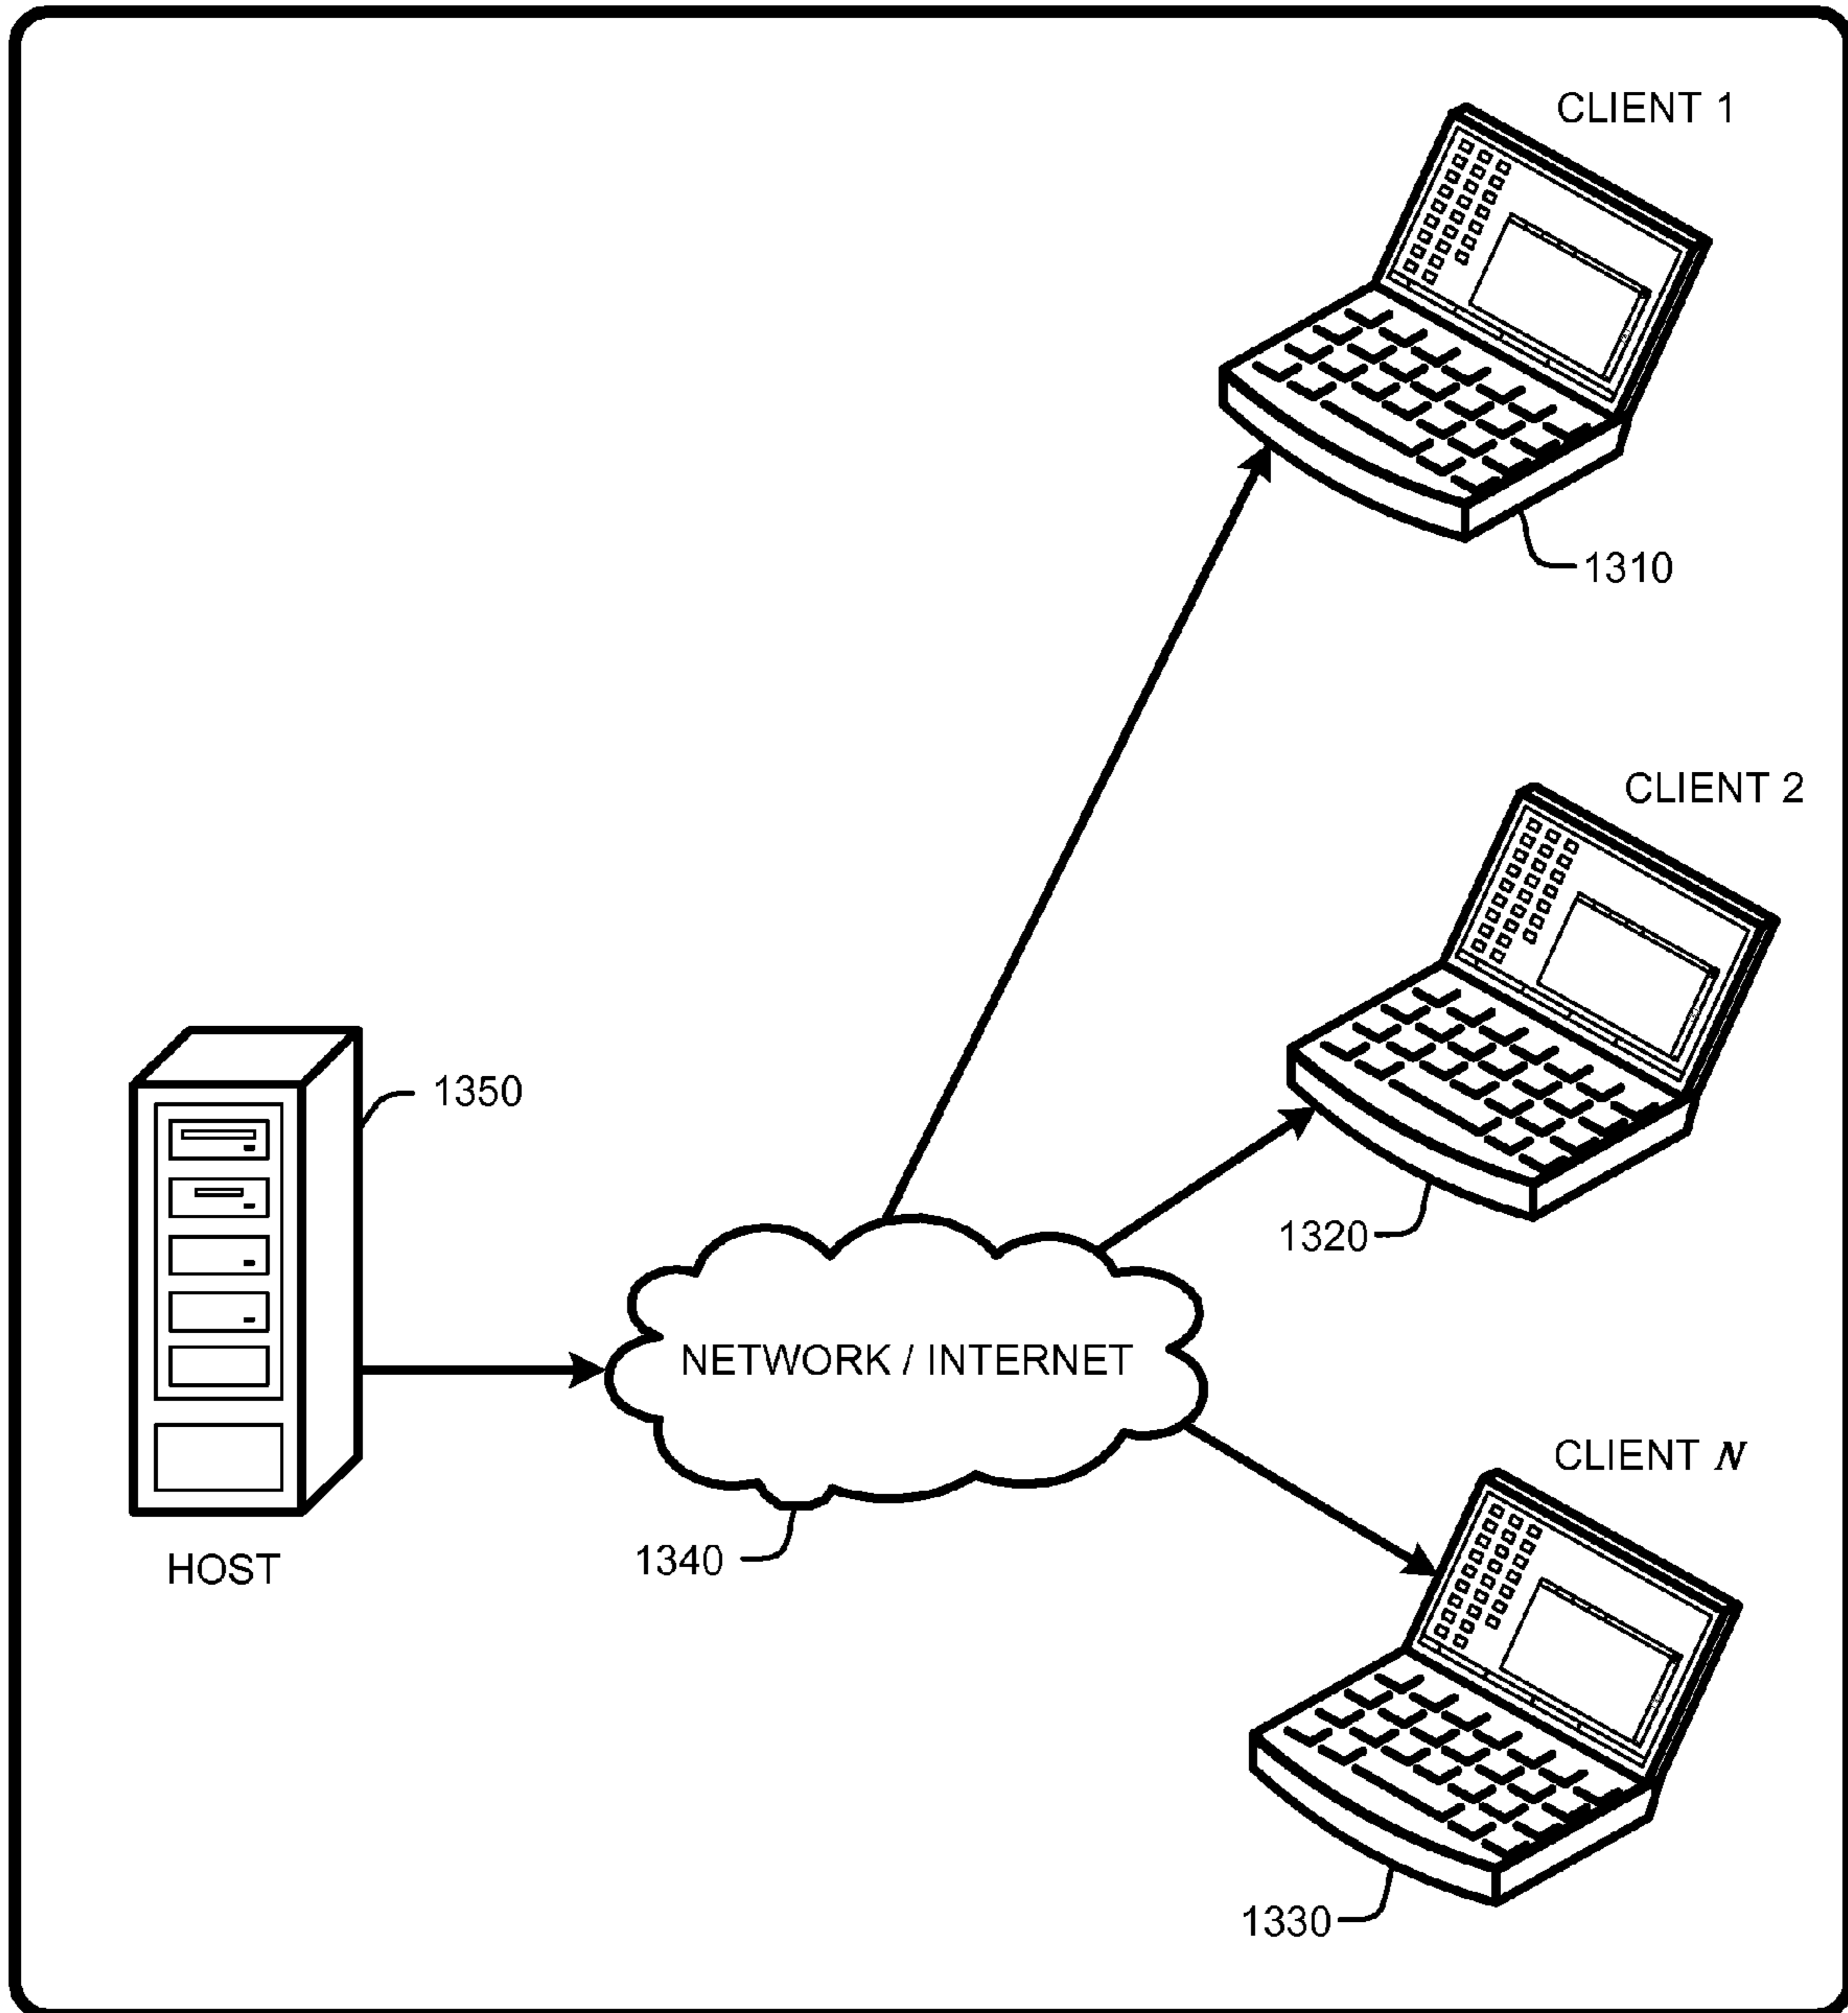 CLIENT 1
1310
CLIENT 2
1350
1320
NETWORK / INTERNET
CLIENT N
1340
HOST
1330